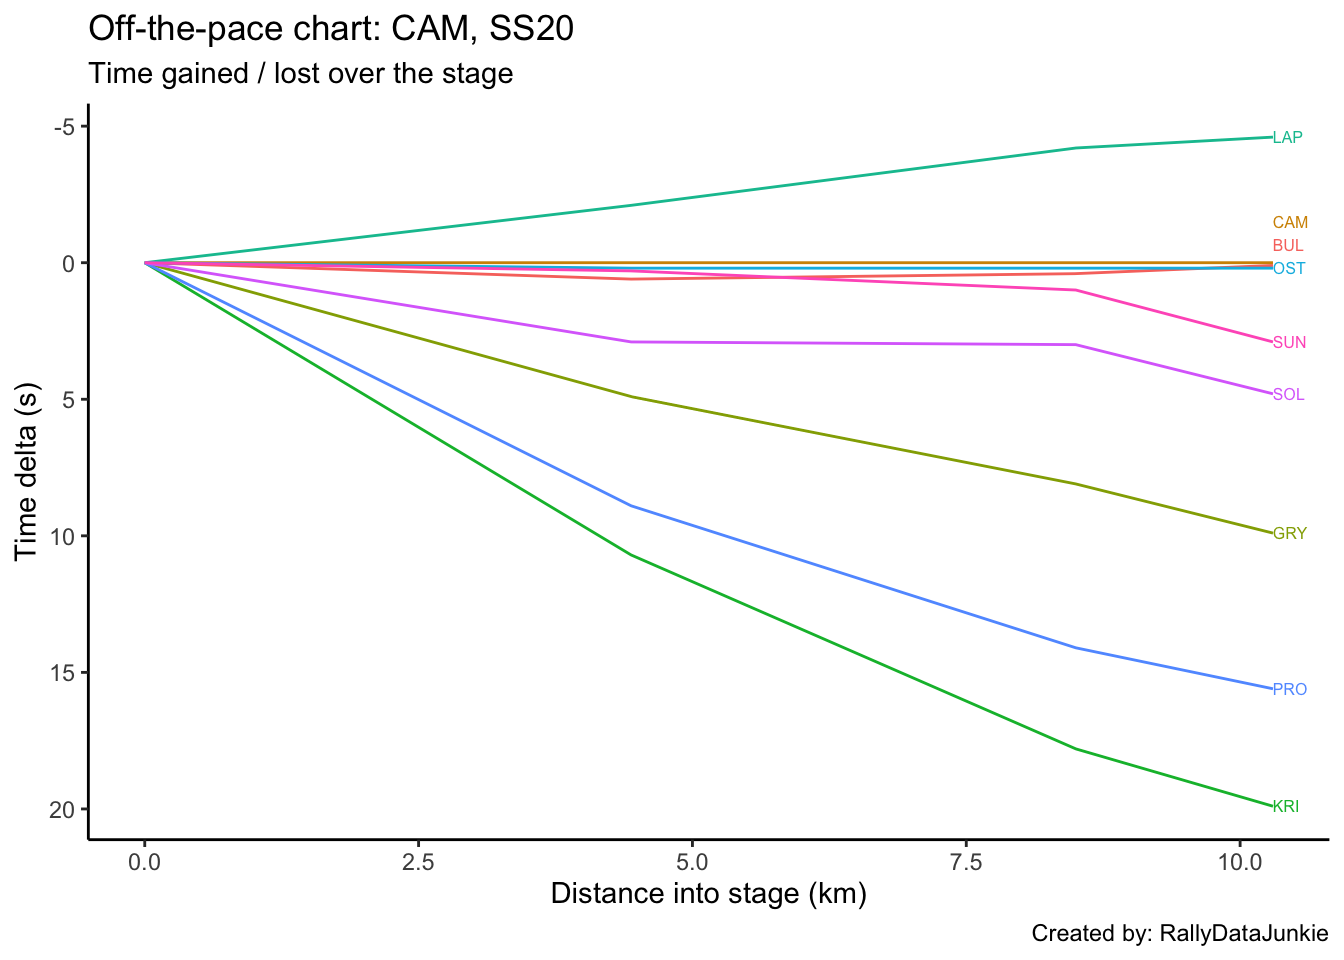 Off-the-pace chart: CAM, SS20
Time gained / lost over the stage
-5
0
5
10
15
20
Time delta (s)
LAP
CAM
BUL
OST
SUN
SOL
GRY
PRO
KRI
0.0 2.5 5.0 7.5 10.0
Distance into stage (km)
Created by: RallyDataJunkie